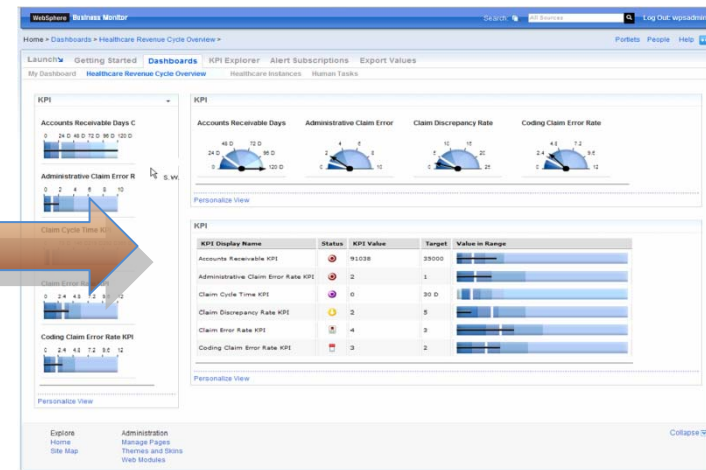 WebSphere Business Monitor
Search: All Sources
Log Out: wpsadmin
Home > Dashboards > Healthcare Revenue Cycle Overview >
Portlets People Help
Launch Getting Started Dashboards KPI Explorer Alert Subscriptions Export Values
My Dashboard Healthcare Revenue Cycle Overview Healthcare Instances Human Tasks
KPI
Accounts Receivable Days C
0 24 D 48 D 72 D 96 D 120 D
Administrative Claim Error R
0 2 4 6 8 10
Claim Cycle Time KPI
Claim Error Rate KPI
0 2.4 4.8 7.2 9.6 12
Coding Claim Error Rate KPI
0 2.4 4.8 7.2 9.6 12
Personalize View
S.W.
KPI
Accounts Receivable Days Administrative Claim Error Claim Discrepancy Rate Coding Claim Error Rate
0 24 D 48 D 72 D 96 D 120 D
0 2 4 6 8 10
0 5 10 15 20 25
0 2.4 4.8 7.2 9.6 12
Personalize View
KPI
KPI Display Name Status KPI Value Target Value in Range
Accounts Receivable KPI 91038 35000
Administrative Claim Error Rate KPI 2 1
Claim Cycle Time KPI 0 30 D
Claim Discrepancy Rate KPI 2 5
Claim Error Rate KPI 4 3
Coding Claim Error Rate KPI 3 2
Personalize View
Explore
Home
Site Map
Administration
Manage Pages
Themes and Skins
Web Modules
Collapse